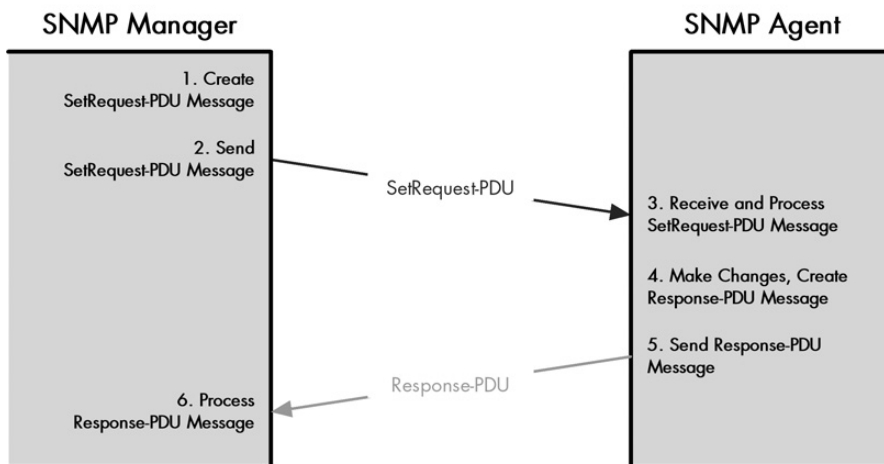 SNMP Manager
SNMP Agent
1. Create
SetRequest-PDU Message
2. Send
SetRequest-PDU Message
SetRequest-PDU
3. Receive and Process
SetRequest-PDU Message
4. Make Changes, Create
Response-PDU Message
5. Send Response-PDU
Message
Response-PDU
6. Process
Response-PDU Message